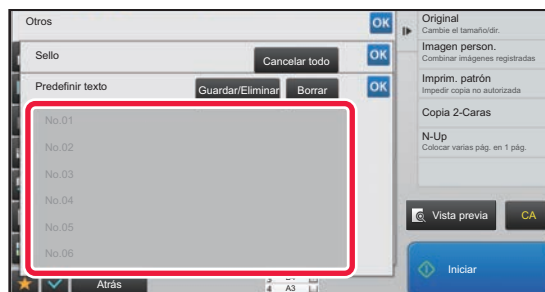 Otros
OK
Sello
Cancelar todo
OK
Predefinir texto
Guardar/Eliminar
Borrar
OK
No.01
No.02
No.03
No.04
No.05
No.06
Atrás
4 A3
Original
Cambie el tamaño/dir.
Imagen person.
Combinar imágenes registradas
Imprim. patrón
Impedir copia no autorizada
Copia 2-Caras
N-Up
Colocar varias pág. en 1 pág.
Vista previa
CA
Iniciar